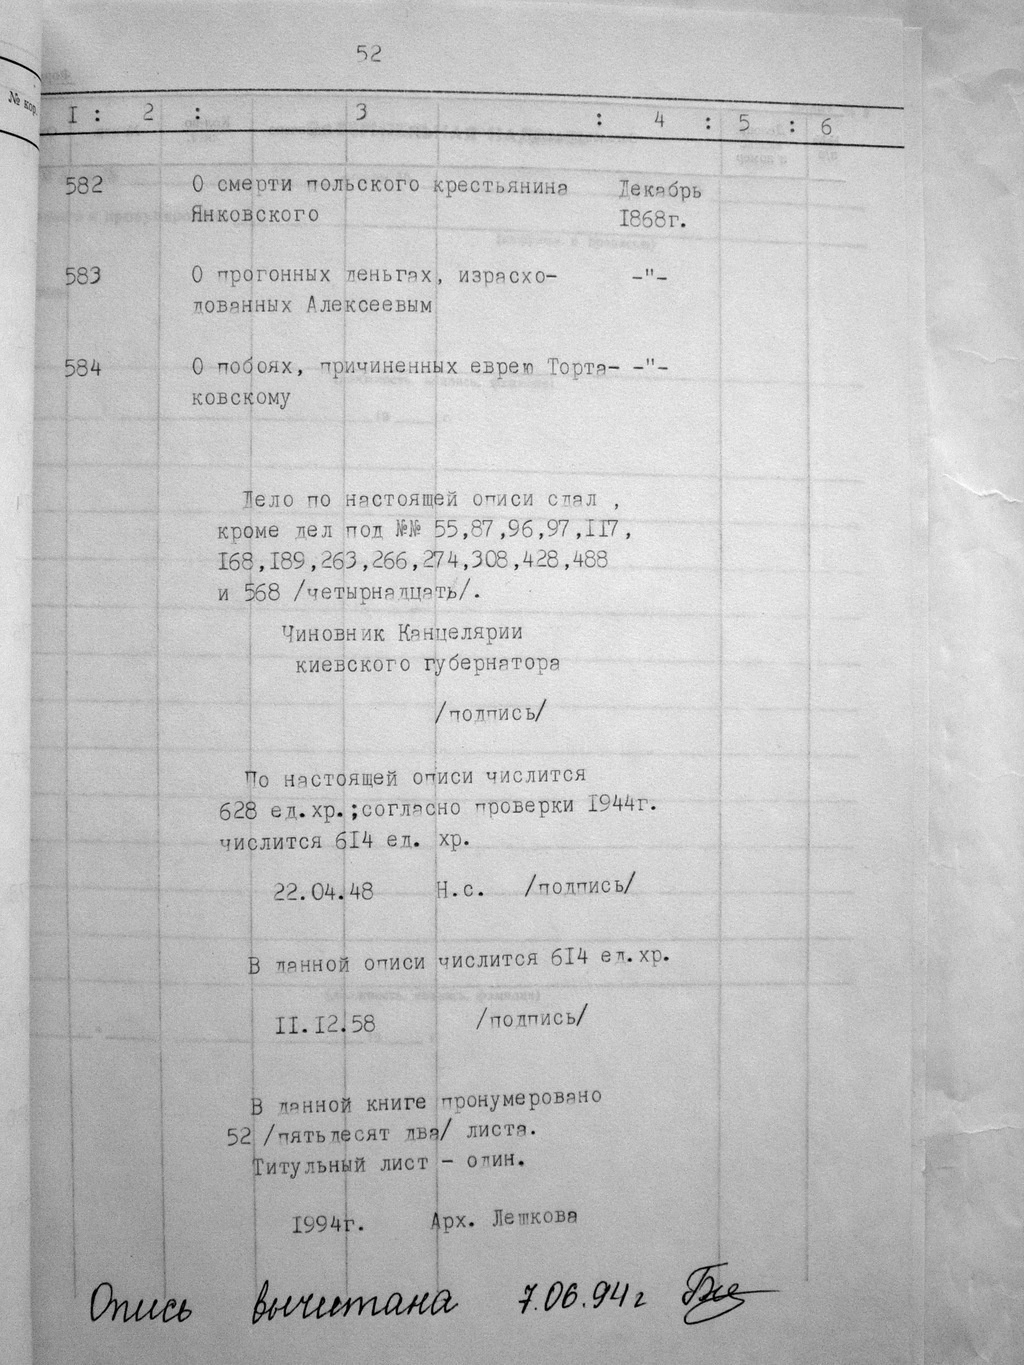 52
№ кор.
I : 2 : 3 : 4 : 5 : 6
582 О смерти польского крестьянина Декабрь
Янковского 1868г.
583 О прогонных деньгах, израсхо- -"-
дованных Алексеевым
584 О побоях, причиненных еврею Торта- -"-
ковскому
Дело по настоящей описи сдал ,
кроме дел под №№ 55,87,96,97,II7,
I68,I89,263,266,274,308,428,488
и 568 /четырнадцать/.
Чиновник Канцелярии
киевского губернатора
/подпись/
По настоящей описи числится
628 ед.хр.;согласно проверки I944г.
числится 6I4 ед. хр.
22.04.48 Н.с. /подпись/
В данной описи числится 6I4 ед.хр.
II.I2.58 /подпись/
В данной книге пронумеровано
52 /пятьдесят два/ листа.
Титульный лист – один.
I994г. Арх. Лешкова
Опись вычитана 7.06.94г